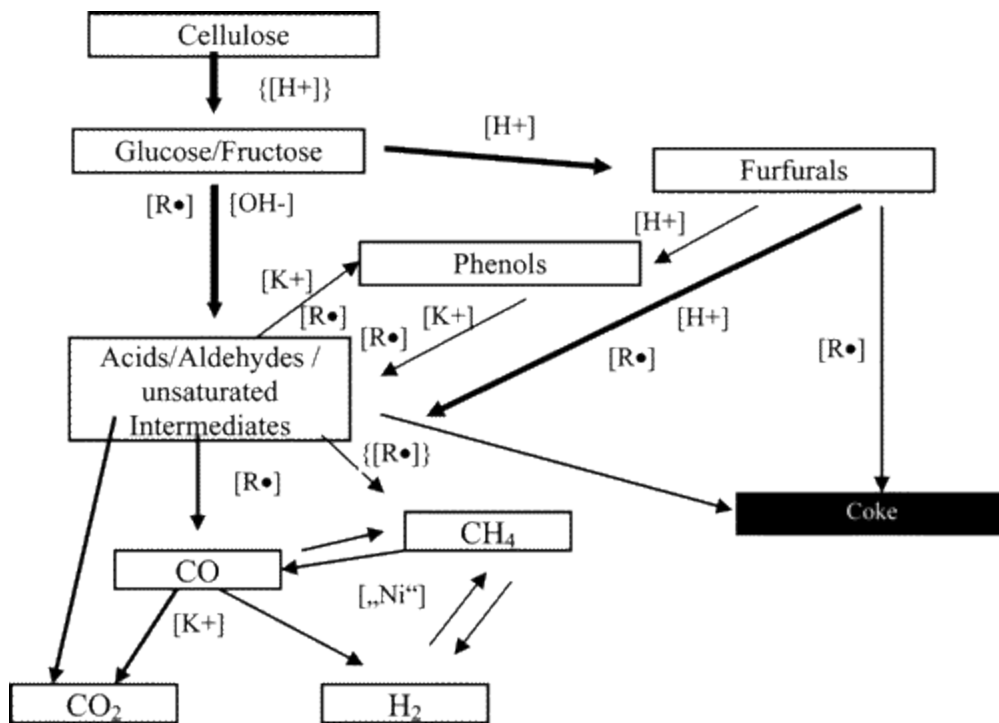 Cellulose
{[H+]}
[H+]
Glucose/Fructose
Furfurals
[R•]
[OH-]
[H+]
Phenols
[K+]
[R•]
[K+]
[H+]
[R•]
[R•]
[R•]
Acids/Aldehydes /
unsaturated
Intermediates
{[R•]}
[R•]
Coke
CH₄
CO
[„Ni“]
[K+]
CO₂
H₂